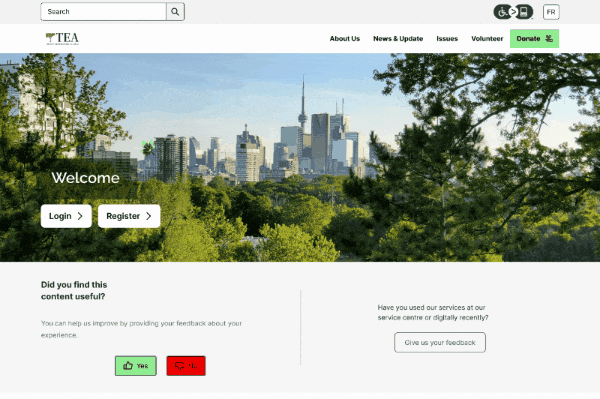 Search
FR
TEA
About Us
News & Update
Issues
Volunteer
Donate
Welcome
Login
Register
Did you find this
content useful?
You can help us improve by providing your feedback about your
experience.
Yes
Have you used our services at our
service centre or digitally recently?
Give us your feedback